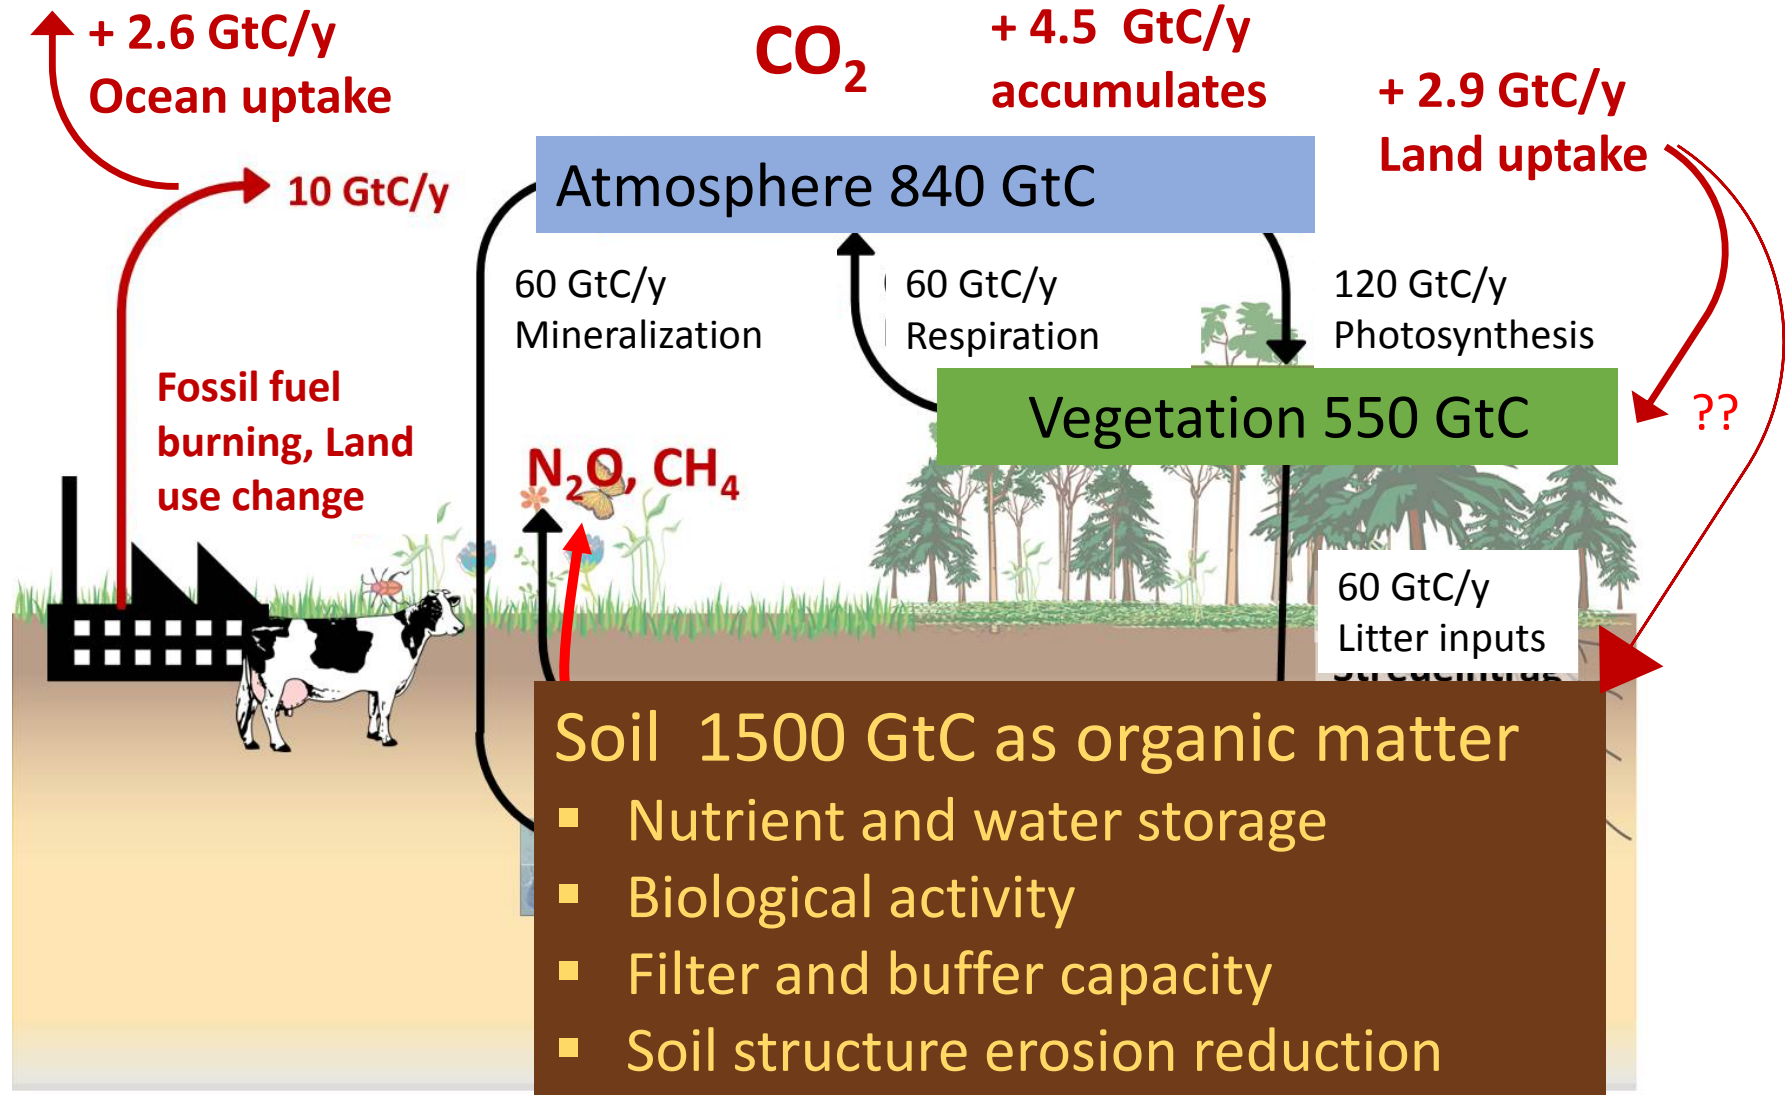 + 2.6 GtC/y
Ocean uptake
CO₂
+ 4.5 GtC/y
accumulates
+ 2.9 GtC/y
Land uptake
10 GtC/y
Atmosphere 840 GtC
60 GtC/y
Mineralization
60 GtC/y
Respiration
120 GtC/y
Photosynthesis
Fossil fuel
burning, Land
use change
Vegetation 550 GtC
??
N₂O, CH₄
60 GtC/y
Litter inputs
Soil 1500 GtC as organic matter
▪ Nutrient and water storage
▪ Biological activity
▪ Filter and buffer capacity
▪ Soil structure erosion reduction